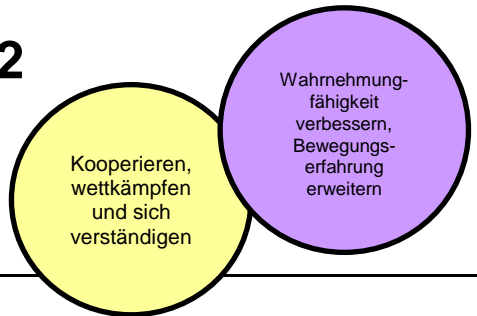 2
Wahrnehmung-
fähigkeit
verbessern,
Bewegungs-
erfahrung
erweitern
Kooperieren,
wettkämpfen
und sich
verständigen